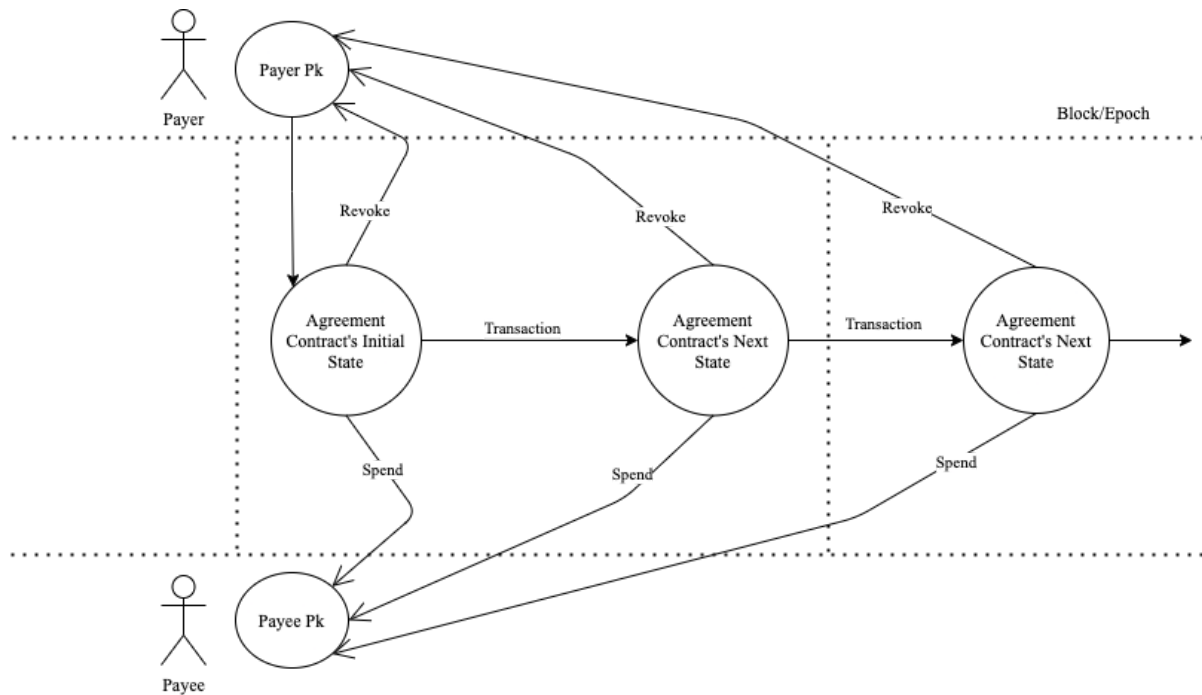 Payer Pk
Payer
Block/Epoch
Revoke
Revoke
Revoke
Agreement
Contract's Initial
State
Transaction
Agreement
Contract's Next
State
Transaction
Agreement
Contract's Next
State
Spend
Spend
Spend
Payee Pk
Payee